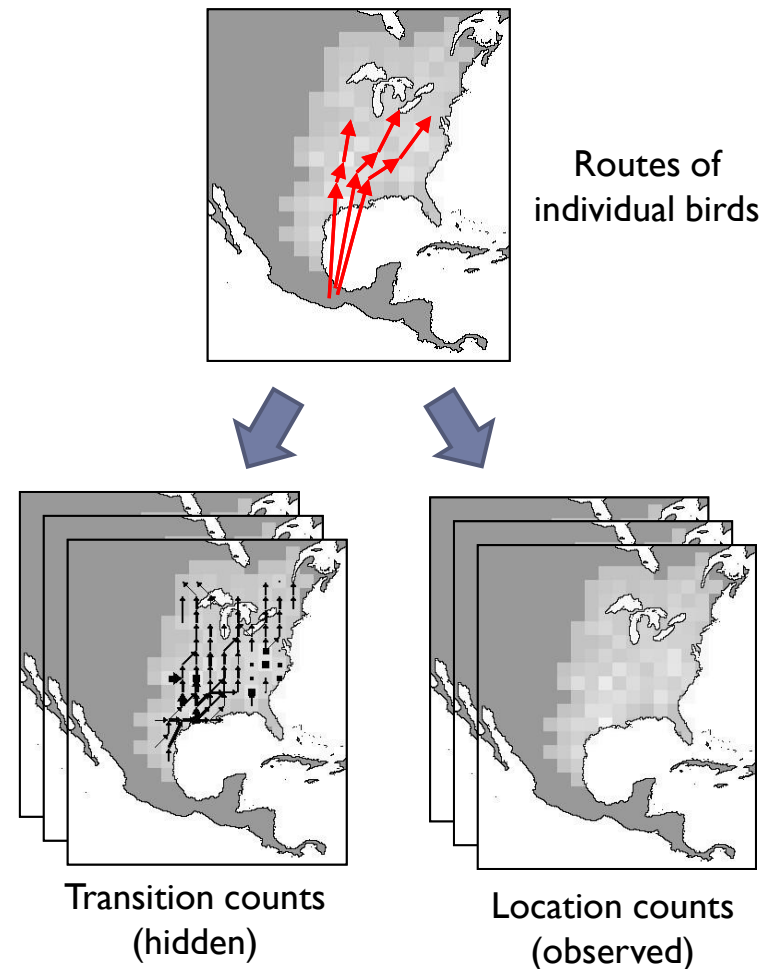 Routes of
individual birds
Transition counts
(hidden)
Location counts
(observed)